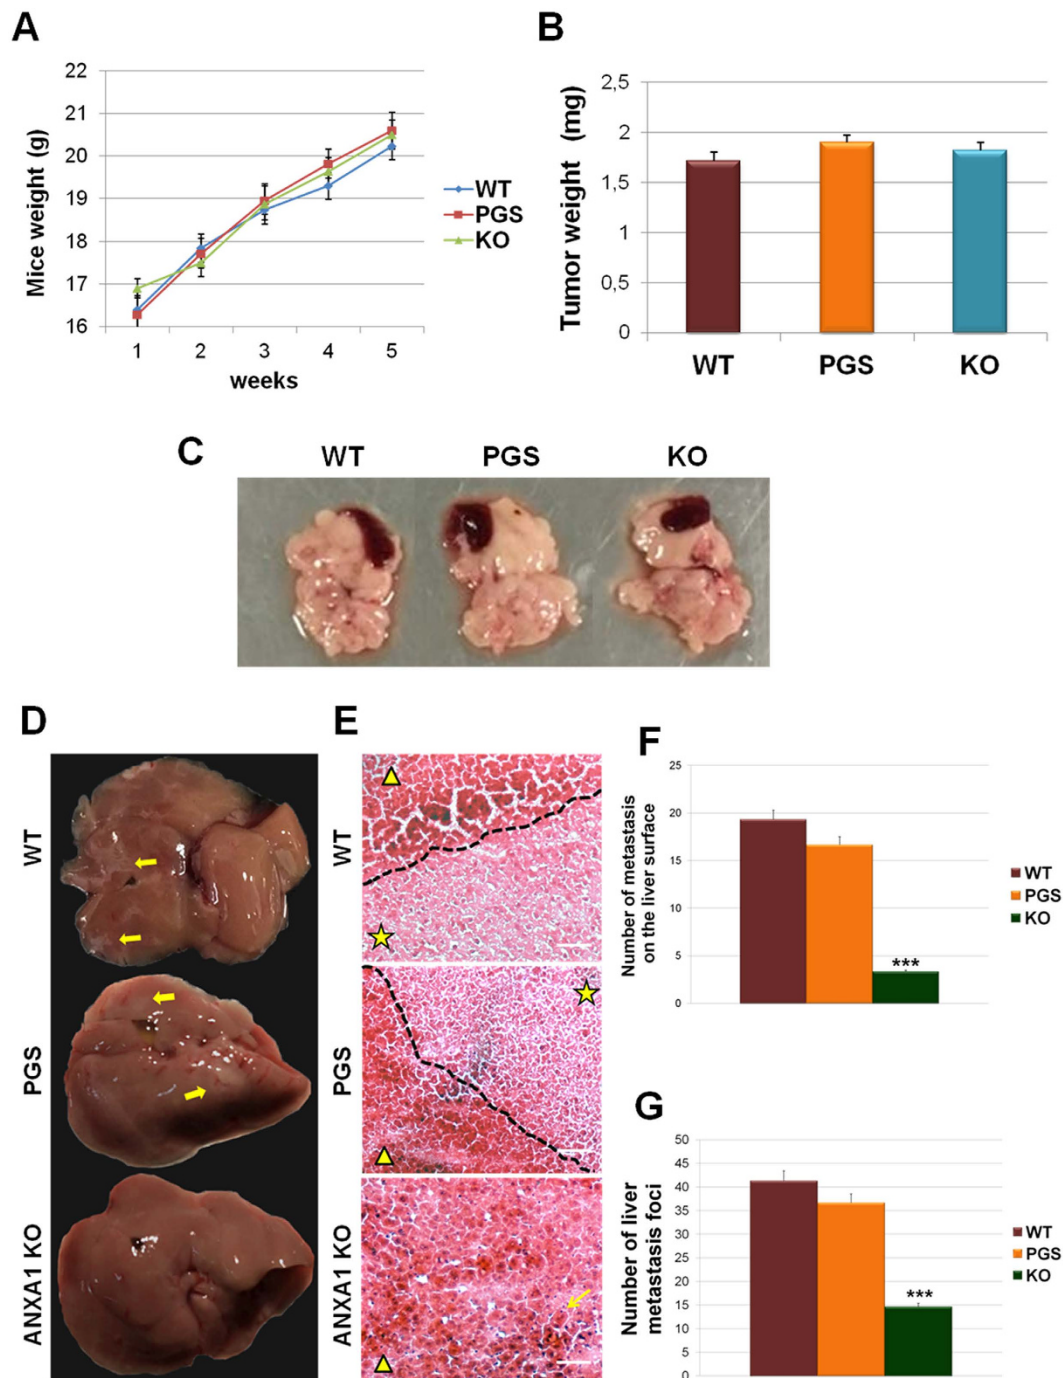 A
Mice weight (g)
22
21
20
19
18
17
16
1 2 3 4 5
weeks
WT
PGS
KO
B
Tumor weight (mg)
2,5
2
1,5
1
0,5
0
WT PGS KO
C
WT PGS KO
D
WT
PGS
ANXA1 KO
E
WT
PGS
ANXA1 KO
F
Number of metastasis
on the liver surface
25
20
15
10
5
0
***
WT
PGS
KO
G
Number of liver
metastasis foci
50
45
40
35
30
25
20
15
10
5
0
***
WT
PGS
KO